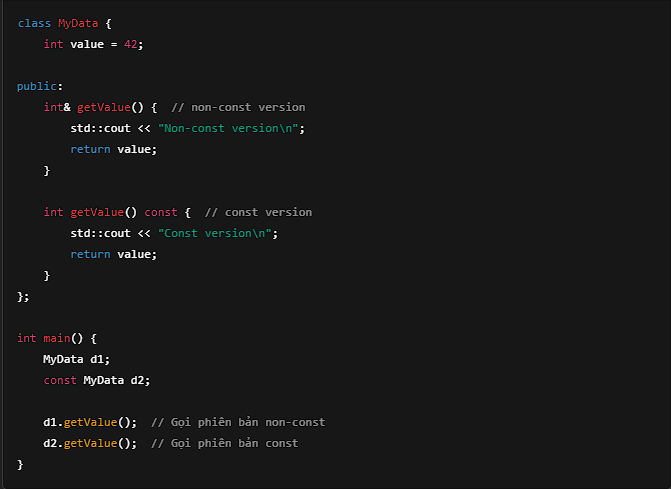 class MyData {
    int value = 42;

public:
    int& getValue() {  // non-const version
        std::cout << "Non-const version\n";
        return value;
    }

    int getValue() const {  // const version
        std::cout << "Const version\n";
        return value;
    }
};

int main() {
    MyData d1;
    const MyData d2;

    d1.getValue();  // Gọi phiên bản non-const
    d2.getValue();  // Gọi phiên bản const
}